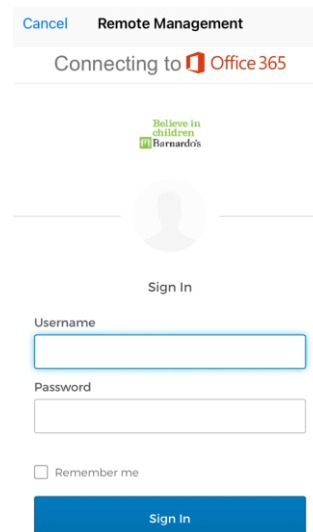 Cancel Remote Management
Connecting to Office 365
Believe in
children
Barnardo's
Sign In
Username
Password
Remember me
Sign In